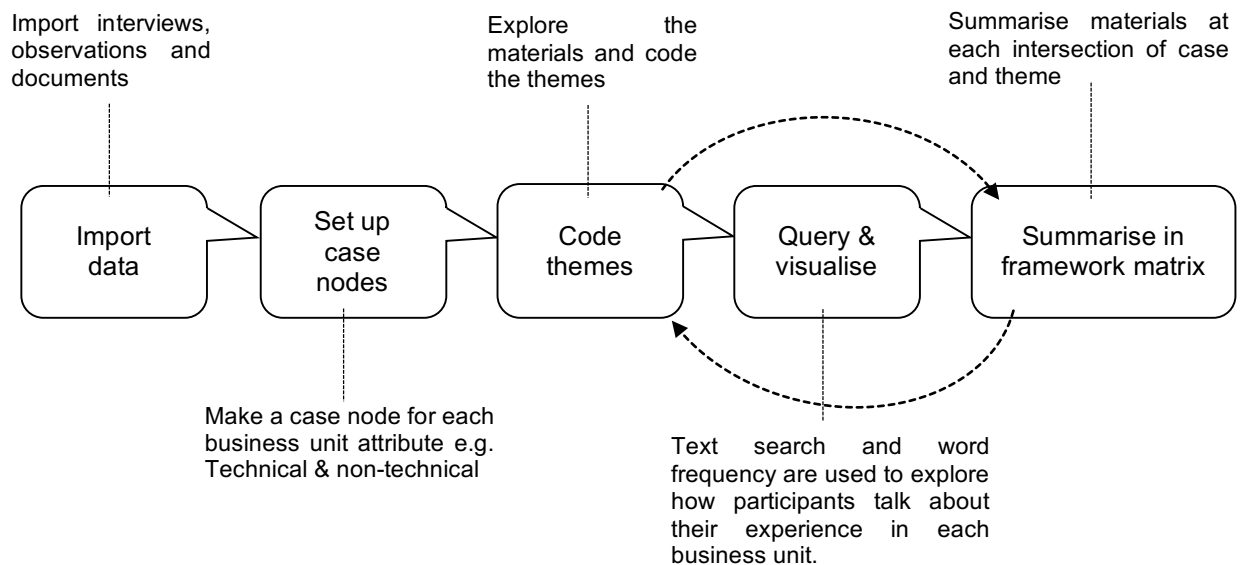 Import interviews,
observations and
documents
Explore the
materials and code
the themes
Summarise materials at
each intersection of case
and theme
Import
data
Set up
case
nodes
Code
themes
Query &
visualise
Summarise in
framework matrix
Make a case node for each
business unit attribute e.g.
Technical & non-technical
Text search and word
frequency are used to explore
how participants talk about
their experience in each
business unit.